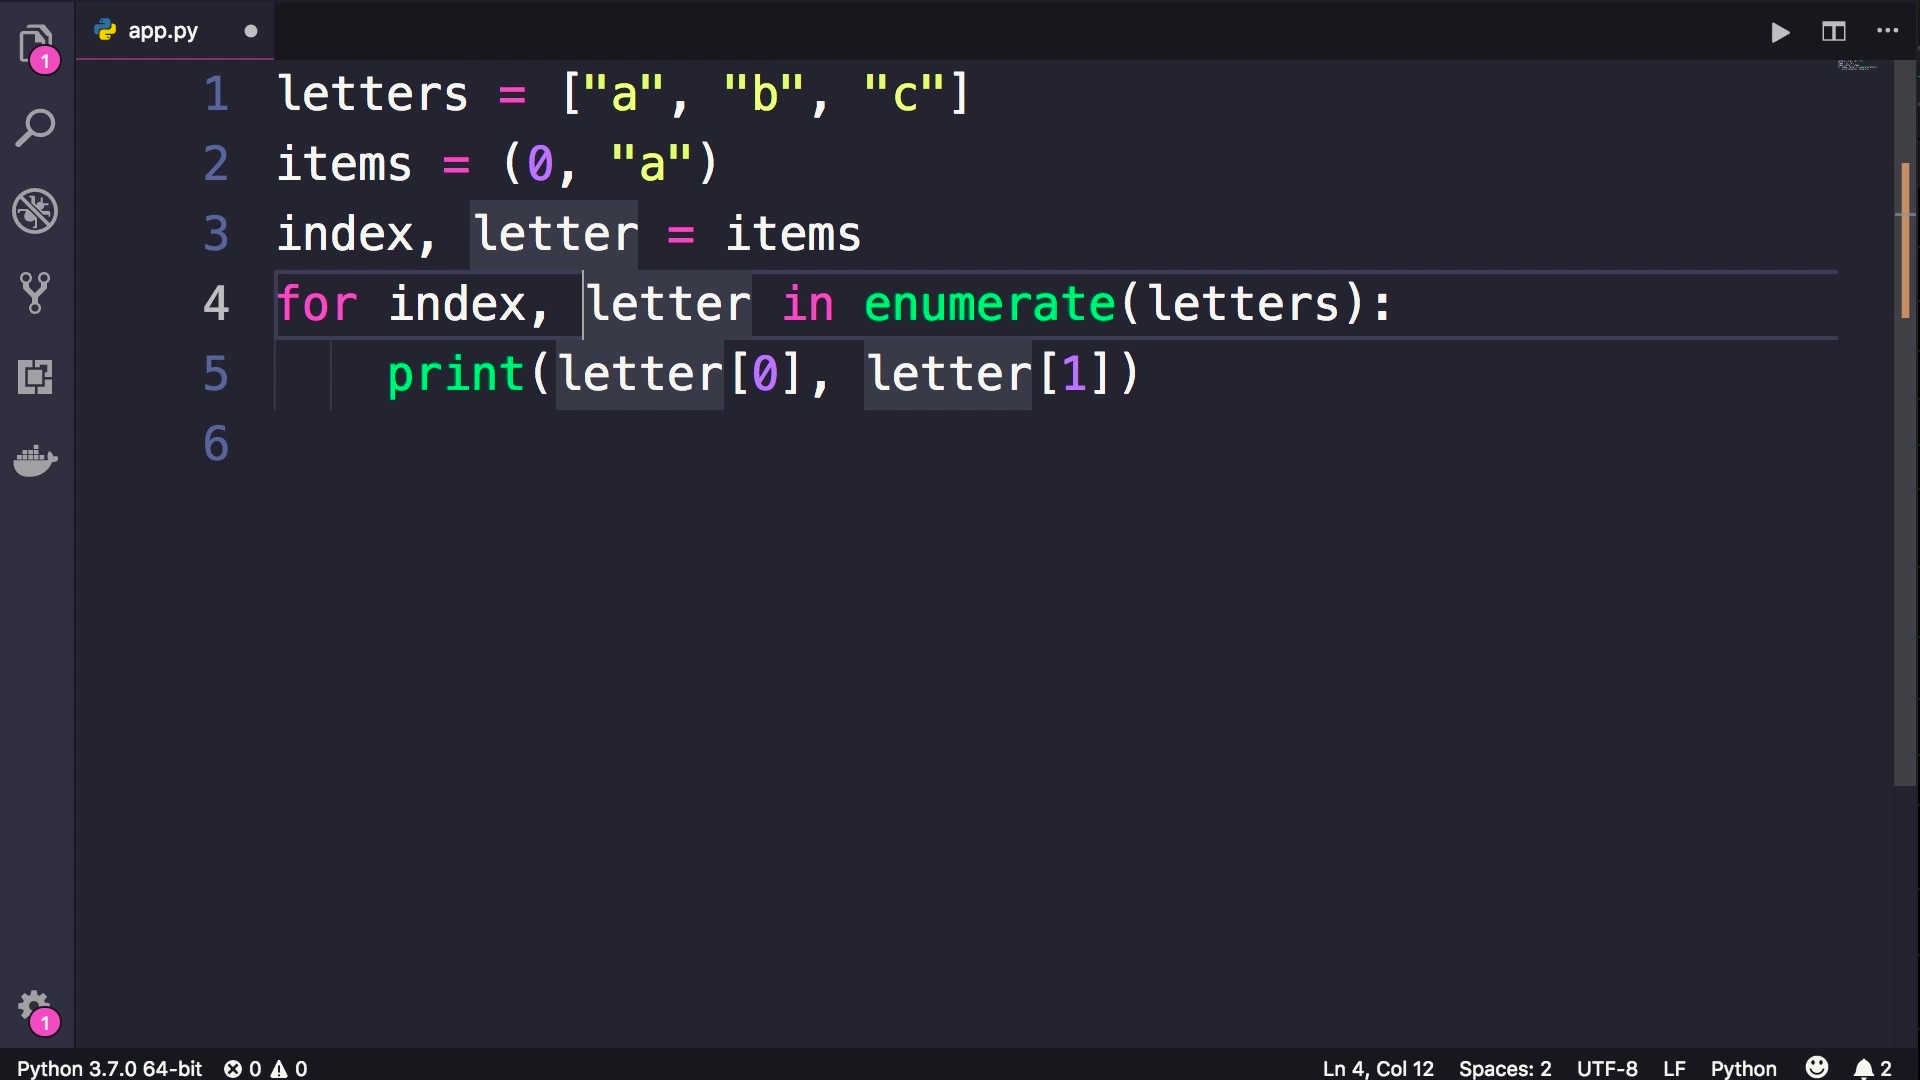 1
app.py
1 letters = ["a", "b", "c"]
2 items = (0, "a")
3 index, letter = items
4 for index, letter in enumerate(letters):
5     print(letter[0], letter[1])
6
1
Python 3.7.0 64-bit 0 0 Ln 4, Col 12 Spaces: 2 UTF-8 LF Python 2